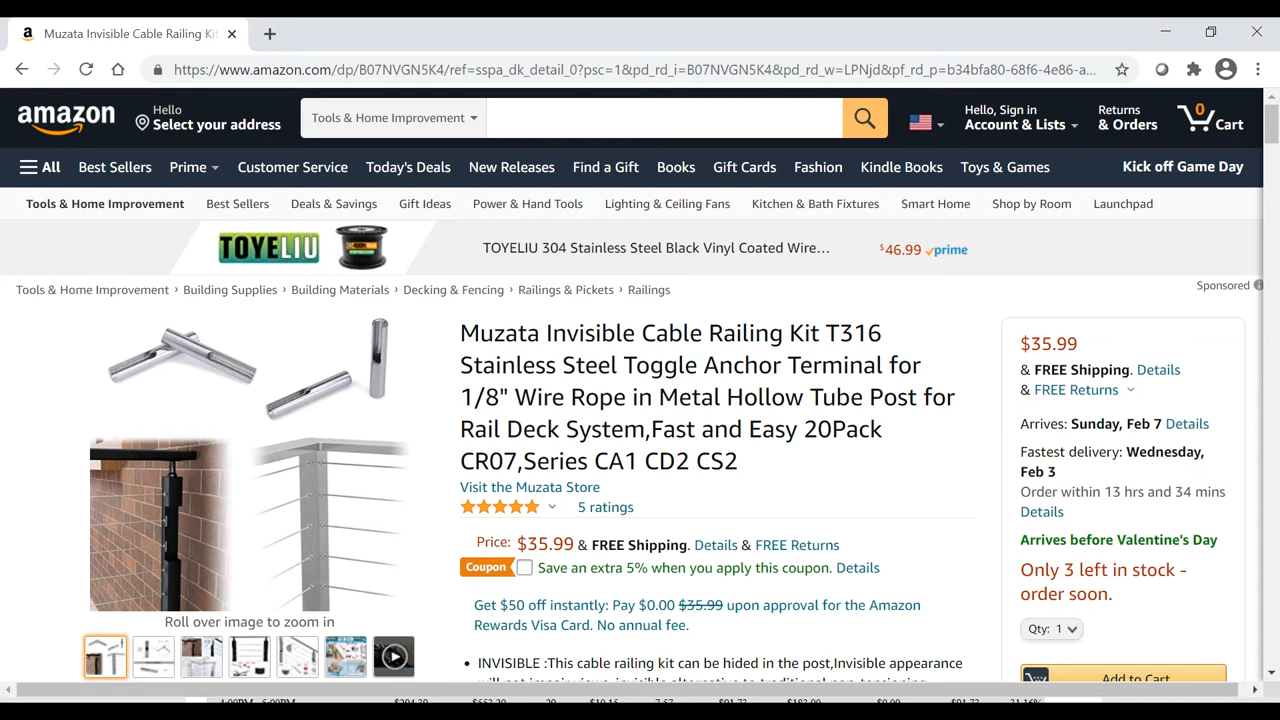 Muzata Invisible Cable Railing Ki
https://www.amazon.com/dp/B07NVGN5K4/ref=sspa_dk_detail_0?psc=1&pd_rd_i=B07NVGN5K4&pd_rd_w=LPNjd&pf_rd_p=b34bfa80-68f6-4e86-a...
amazon
Hello
Select your address
Tools & Home Improvement
Hello, Sign in
Account & Lists
Returns
& Orders
0
Cart
All Best Sellers Prime Customer Service Today's Deals New Releases Find a Gift Books Gift Cards Fashion Kindle Books Toys & Games Kick off Game Day
Tools & Home Improvement Best Sellers Deals & Savings Gift Ideas Power & Hand Tools Lighting & Ceiling Fans Kitchen & Bath Fixtures Smart Home Shop by Room Launchpad
TOYELIU TOYELIU 304 Stainless Steel Black Vinyl Coated Wire… $46.99 prime
Tools & Home Improvement › Building Supplies › Building Materials › Decking & Fencing › Railings & Pickets › Railings
Sponsored
Muzata Invisible Cable Railing Kit T316
Stainless Steel Toggle Anchor Terminal for
1/8" Wire Rope in Metal Hollow Tube Post for
Rail Deck System,Fast and Easy 20Pack
CR07,Series CA1 CD2 CS2
Visit the Muzata Store
5 ratings
Price: $35.99 & FREE Shipping. Details & FREE Returns
Coupon Save an extra 5% when you apply this coupon. Details
Get $50 off instantly: Pay $0.00 $35.99 upon approval for the Amazon
Rewards Visa Card. No annual fee.
• INVISIBLE :This cable railing kit can be hided in the post,Invisible appearance
Roll over image to zoom in
$35.99
& FREE Shipping. Details
& FREE Returns
Arrives: Sunday, Feb 7 Details
Fastest delivery: Wednesday,
Feb 3
Order within 13 hrs and 34 mins
Details
Arrives before Valentine's Day
Only 3 left in stock -
order soon.
Qty: 1
Add to Cart